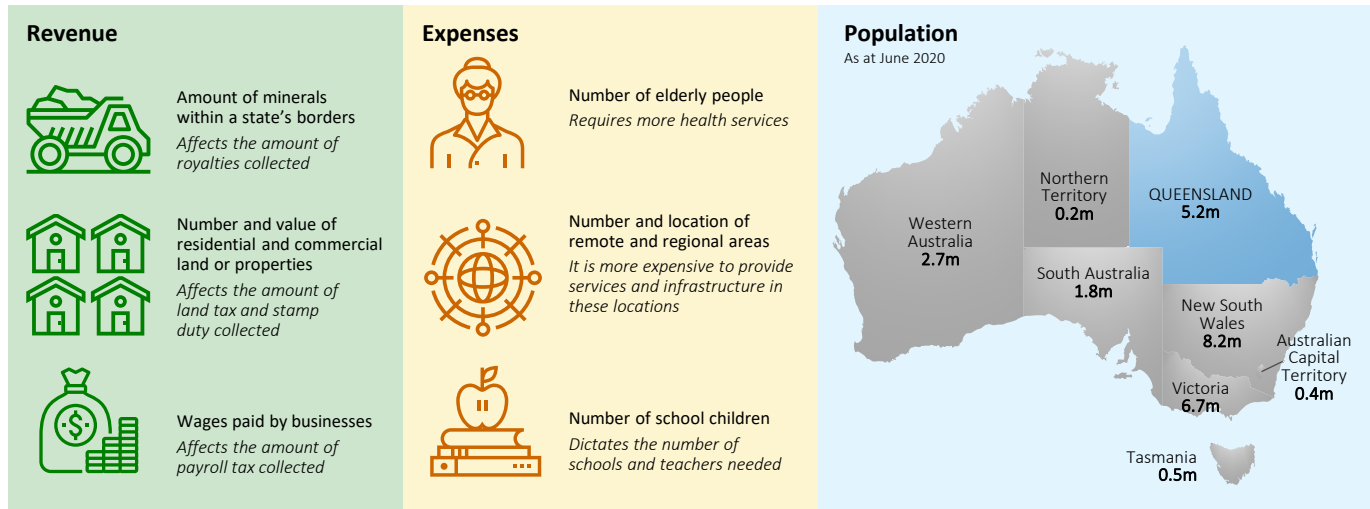 Revenue
Amount of minerals
within a state’s borders
Affects the amount of
royalties collected
Number and value of
residential and commercial
land or properties
Affects the amount of
land tax and stamp
duty collected
$
Wages paid by businesses
Affects the amount of
payroll tax collected
Expenses
Number of elderly people
Requires more health services
Number and location of
remote and regional areas
It is more expensive to provide
services and infrastructure in
these locations
Number of school children
Dictates the number of
schools and teachers needed
Population
As at June 2020
Western
Australia
2.7m
Northern
Territory
0.2m
QUEENSLAND
5.2m
South Australia
1.8m
New South
Wales
8.2m
Australian
Capital
Territory
0.4m
Victoria
6.7m
Tasmania
0.5m